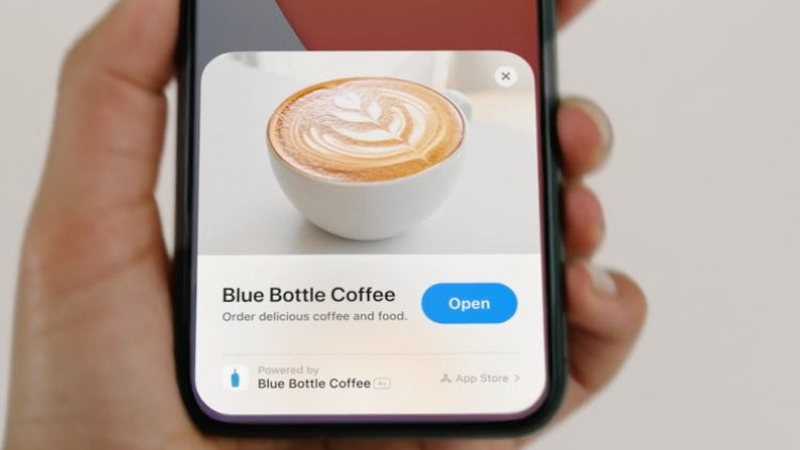 Blue Bottle Coffee
Order delicious coffee and food.
Open
Powered by
Blue Bottle Coffee
App Store